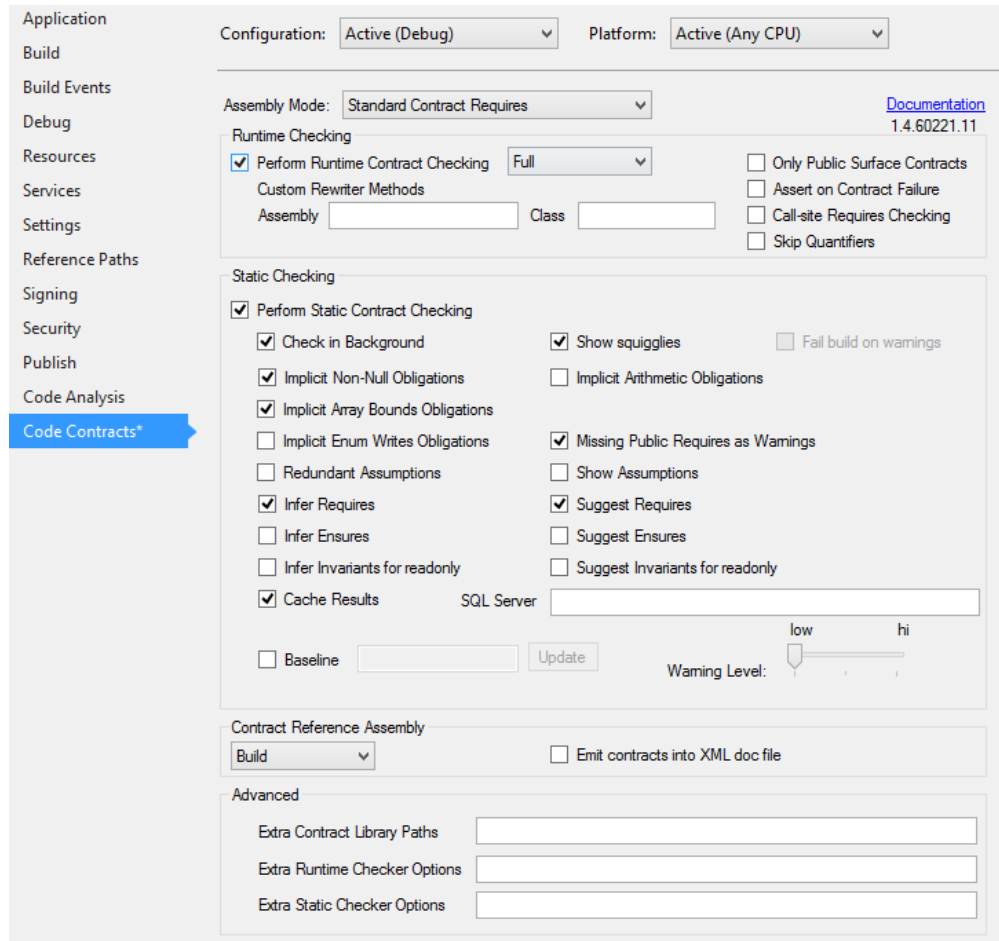 Application
Build
Build Events
Debug
Resources
Services
Settings
Reference Paths
Signing
Security
Publish
Code Analysis
Code Contracts*
Configuration: Active (Debug) Platform: Active (Any CPU)
Assembly Mode: Standard Contract Requires Documentation
1.4.60221.11
Runtime Checking
Perform Runtime Contract Checking Full Only Public Surface Contracts
Custom Rewriter Methods Assert on Contract Failure
Assembly Class Call-site Requires Checking
Skip Quantifiers
Static Checking
Perform Static Contract Checking
Check in Background Show squigglies Fail build on warnings
Implicit Non-Null Obligations Implicit Arithmetic Obligations
Implicit Array Bounds Obligations
Implicit Enum Writes Obligations Missing Public Requires as Warnings
Redundant Assumptions Show Assumptions
Infer Requires Suggest Requires
Infer Ensures Suggest Ensures
Infer Invariants for readonly Suggest Invariants for readonly
Cache Results SQL Server
low hi
Baseline Update Warning Level:
Contract Reference Assembly
Build Emit contracts into XML doc file
Advanced
Extra Contract Library Paths
Extra Runtime Checker Options
Extra Static Checker Options